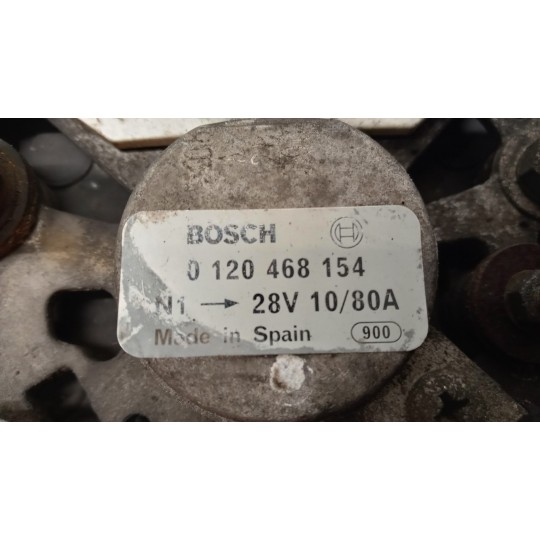 BOSCH
0 120 468 154
N1 → 28V 10/80A
Made in Spain 900